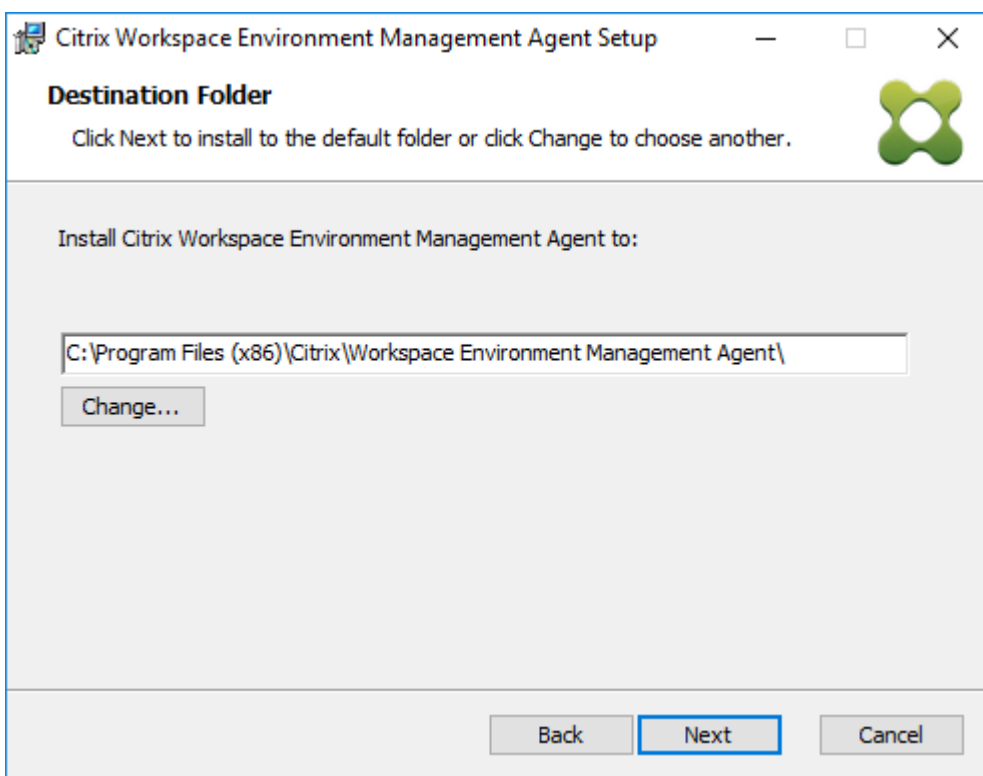 Citrix Workspace Environment Management Agent Setup
Destination Folder
Click Next to install to the default folder or click Change to choose another.
Install Citrix Workspace Environment Management Agent to:
C:\Program Files (x86)\Citrix\Workspace Environment Management Agent\
Change...
Back Next Cancel